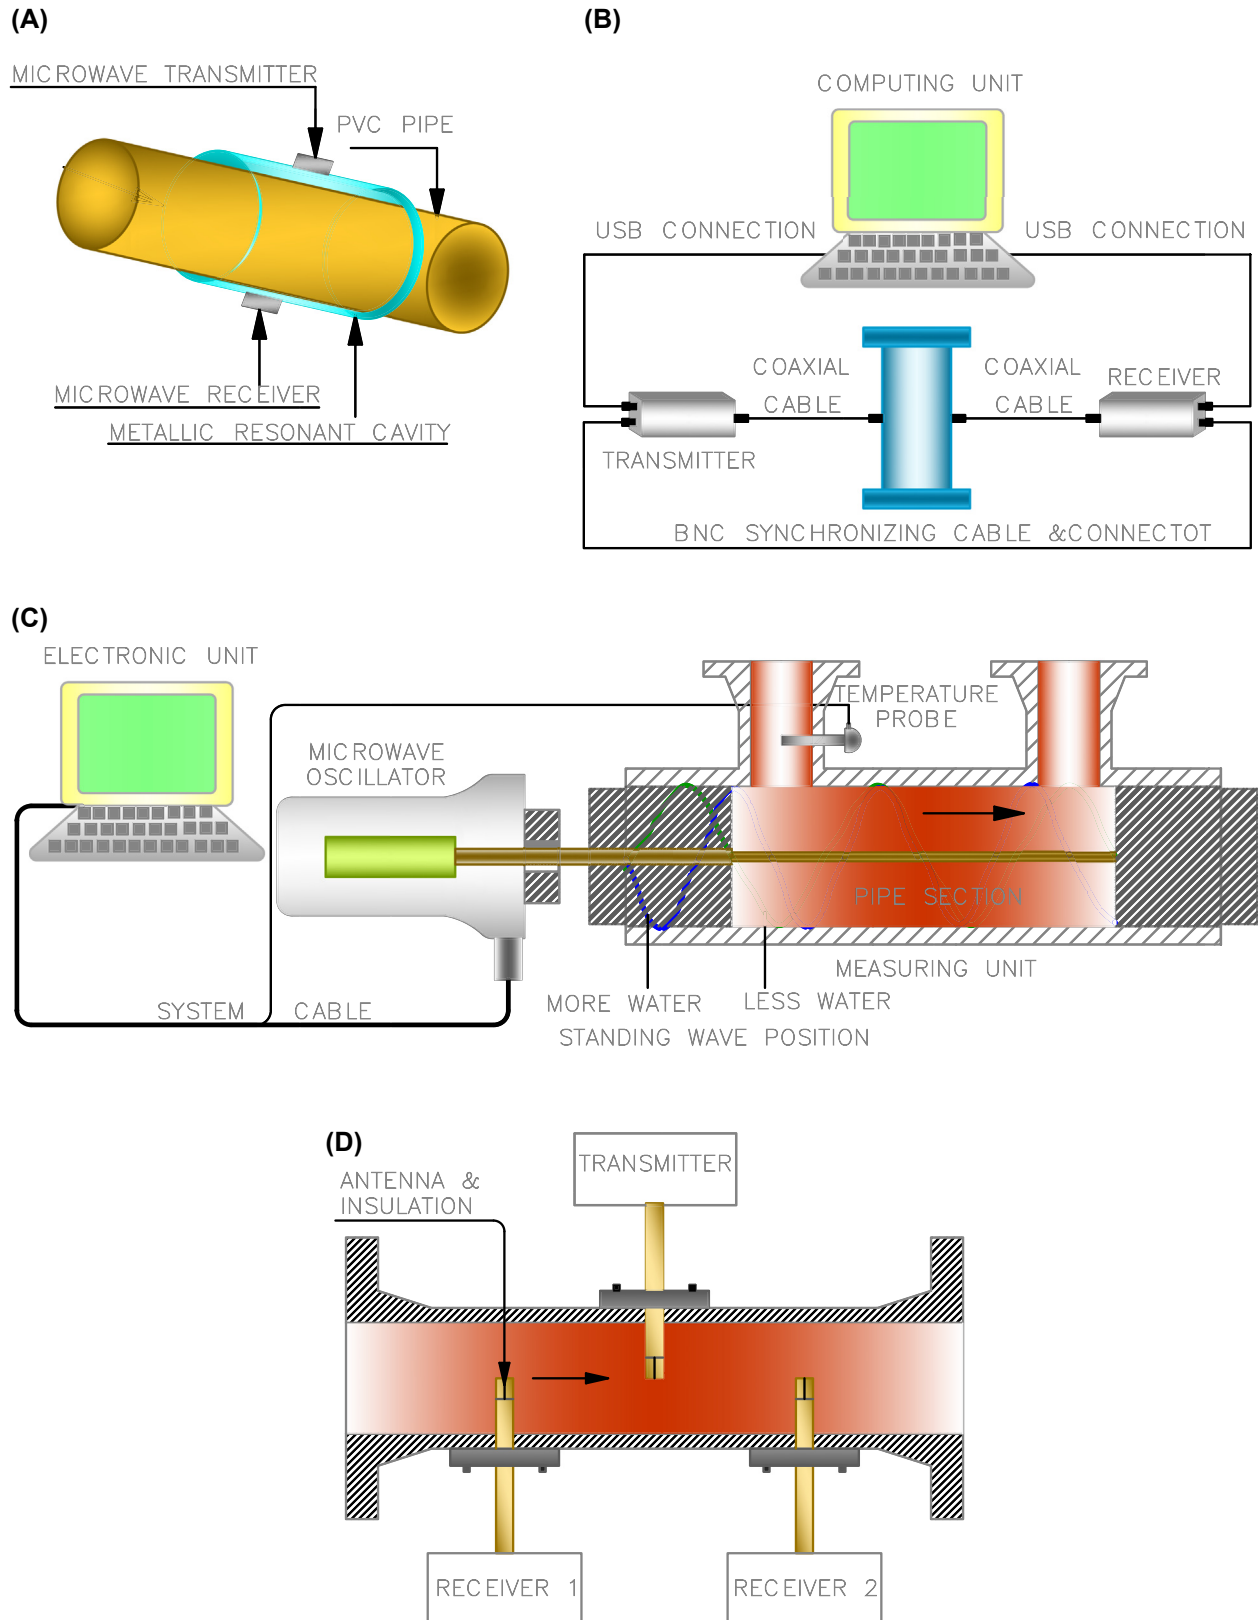 (A)
MICROWAVE TRANSMITTER
PVC PIPE
MICROWAVE RECEIVER
METALLIC RESONANT CAVITY
(B)
COMPUTING UNIT
USB CONNECTION
USB CONNECTION
COAXIAL
CABLE
COAXIAL
CABLE
RECEIVER
TRANSMITTER
BNC SYNCHRONIZING CABLE &CONNECTOT
(C)
ELECTRONIC UNIT
MICROWAVE
OSCILLATOR
TEMPERATURE
PROBE
PIPE SECTION
MEASURING UNIT
MORE WATER
LESS WATER
STANDING WAVE POSITION
SYSTEM CABLE
(D)
TRANSMITTER
ANTENNA &
INSULATION
RECEIVER 1
RECEIVER 2